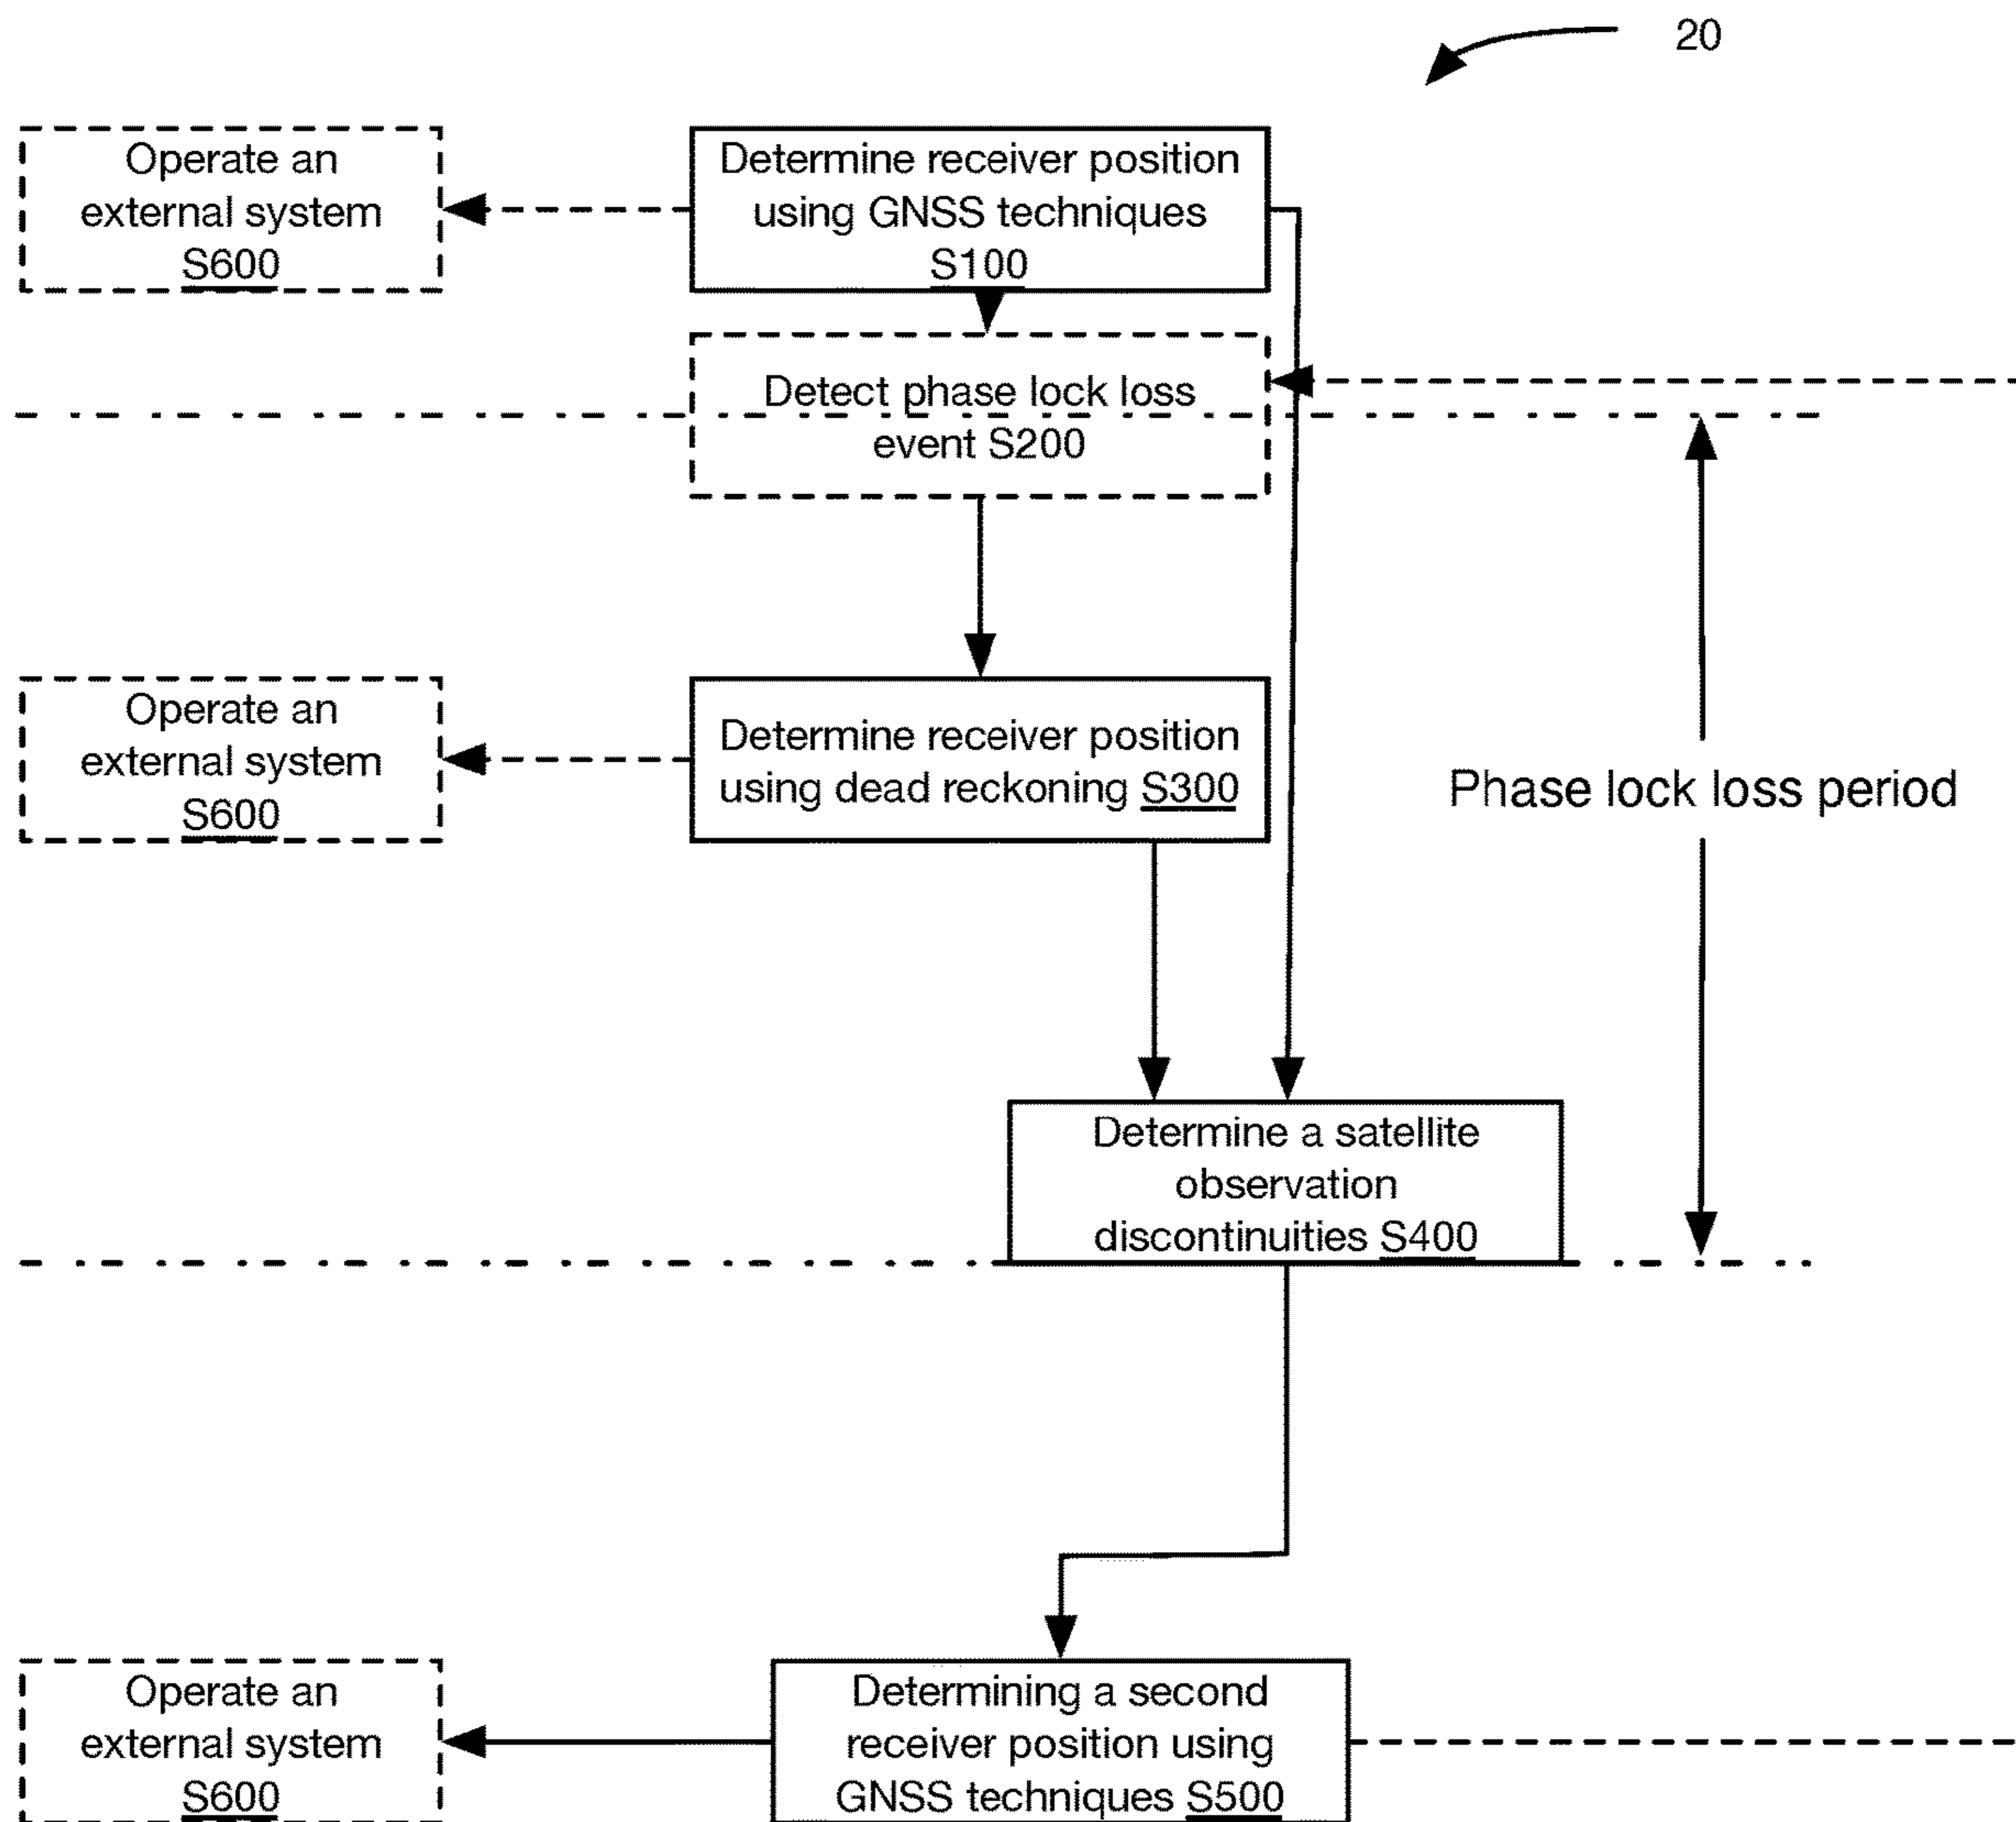 20
Operate an
external system
S600
Determine receiver position
using GNSS techniques
S100
Detect phase lock loss
event S200
Operate an
external system
S600
Determine receiver position
using dead reckoning S300
Phase lock loss period
Determine a satellite
observation
discontinuities S400
Operate an
external system
S600
Determining a second
receiver position using
GNSS techniques S500